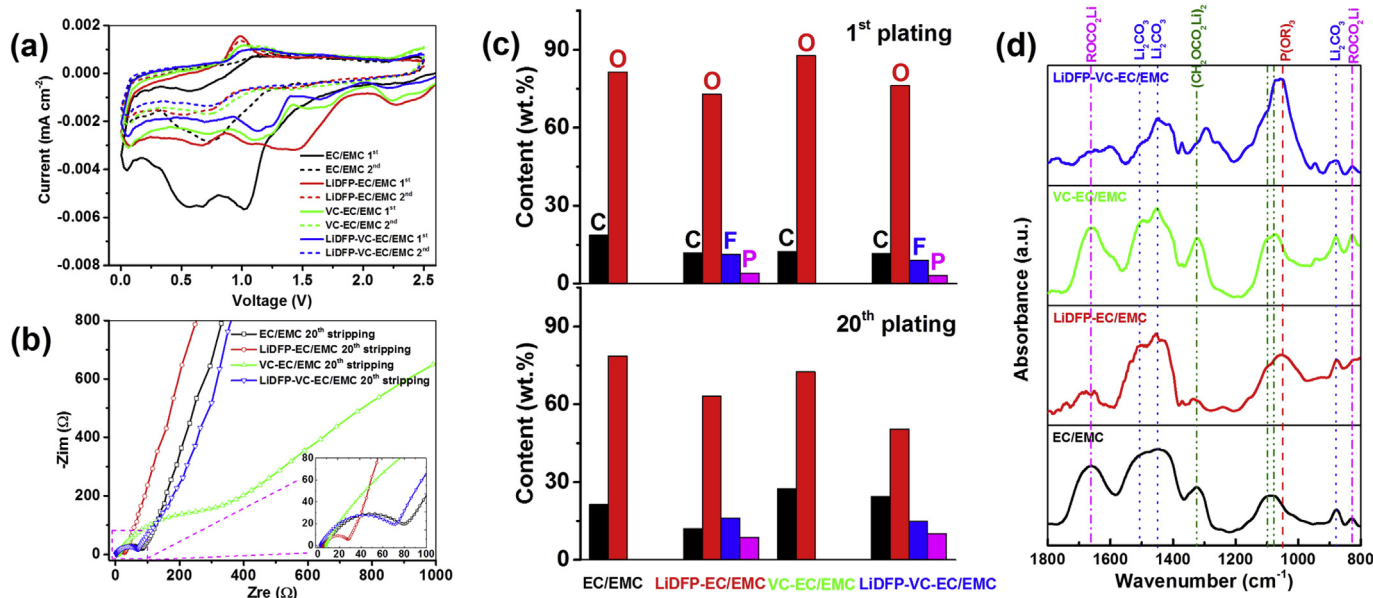 (a)
Current (mA cm⁻²)
0.002
0.000
-0.002
-0.004
-0.006
-0.008
0.0
0.5
1.0
1.5
2.0
2.5
Voltage (V)
EC/EMC 1ˢᵗ
EC/EMC 2ⁿᵈ
LiDFP-EC/EMC 1ˢᵗ
LiDFP-EC/EMC 2ⁿᵈ
VC-EC/EMC 1ˢᵗ
VC-EC/EMC 2ⁿᵈ
LiDFP-VC-EC/EMC 1ˢᵗ
LiDFP-VC-EC/EMC 2ⁿᵈ
(b)
-Zim (Ω)
800
600
400
200
0
0
200
400
600
800
1000
Zre (Ω)
EC/EMC 20ᵗʰ stripping
LiDFP-EC/EMC 20ᵗʰ stripping
VC-EC/EMC 20ᵗʰ stripping
LiDFP-VC-EC/EMC 20ᵗʰ stripping
80
60
40
20
0
0
20
40
60
80
100
(c)
1ˢᵗ plating
Content (wt.%)
90
60
30
0
C
O
C
O
F
P
C
O
C
O
F
P
20ᵗʰ plating
Content (wt.%)
90
60
30
0
EC/EMC
LiDFP-EC/EMC
VC-EC/EMC
LiDFP-VC-EC/EMC
(d)
ROCO₂Li
Li₂CO₃
Li₂CO₃
(CH₂OCO₂Li)₂
P(OR)₃
Li₂CO₃
ROCO₂Li
Absorbance (a.u.)
LiDFP-VC-EC/EMC
VC-EC/EMC
LiDFP-EC/EMC
EC/EMC
1800
1600
1400
1200
1000
800
Wavenumber (cm⁻¹)